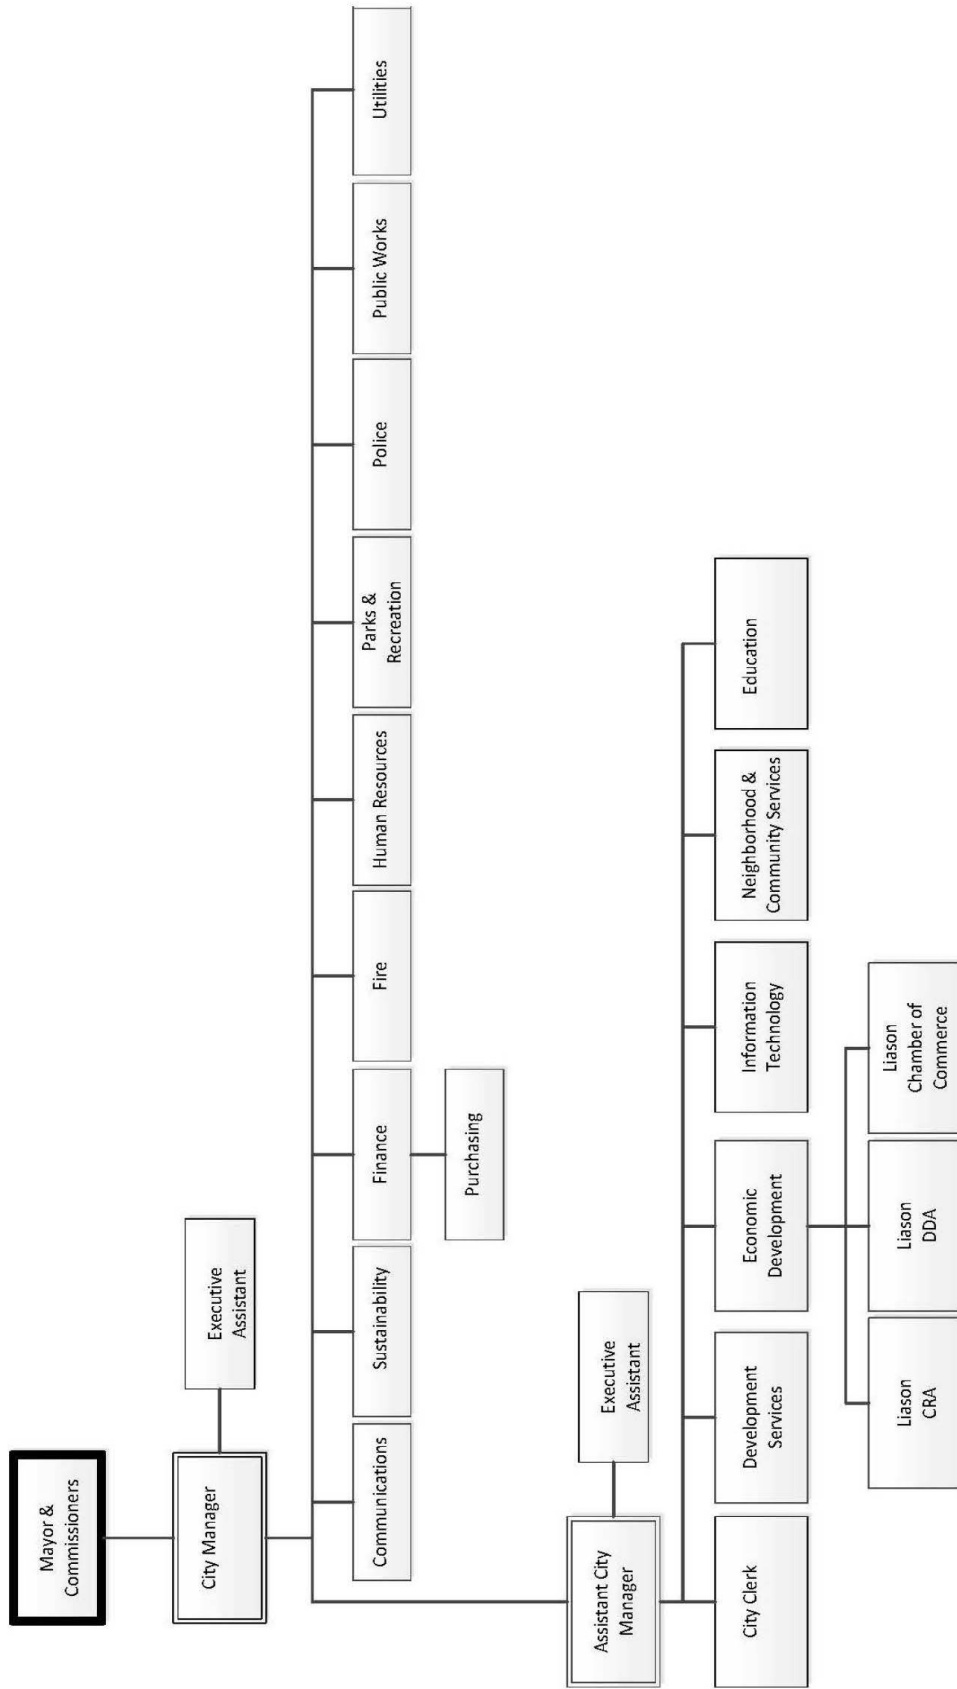 Mayor &
Commissioners
City Manager
Executive
Assistant
Communications
Sustainability
Finance
Fire
Human Resources
Parks &
Recreation
Police
Public Works
Utilities
Purchasing
Assistant City
Manager
Executive
Assistant
City Clerk
Development
Services
Economic
Development
Information
Technology
Neighborhood &
Community Services
Education
Liason
CRA
Liason
DDA
Liason
Chamber of
Commerce